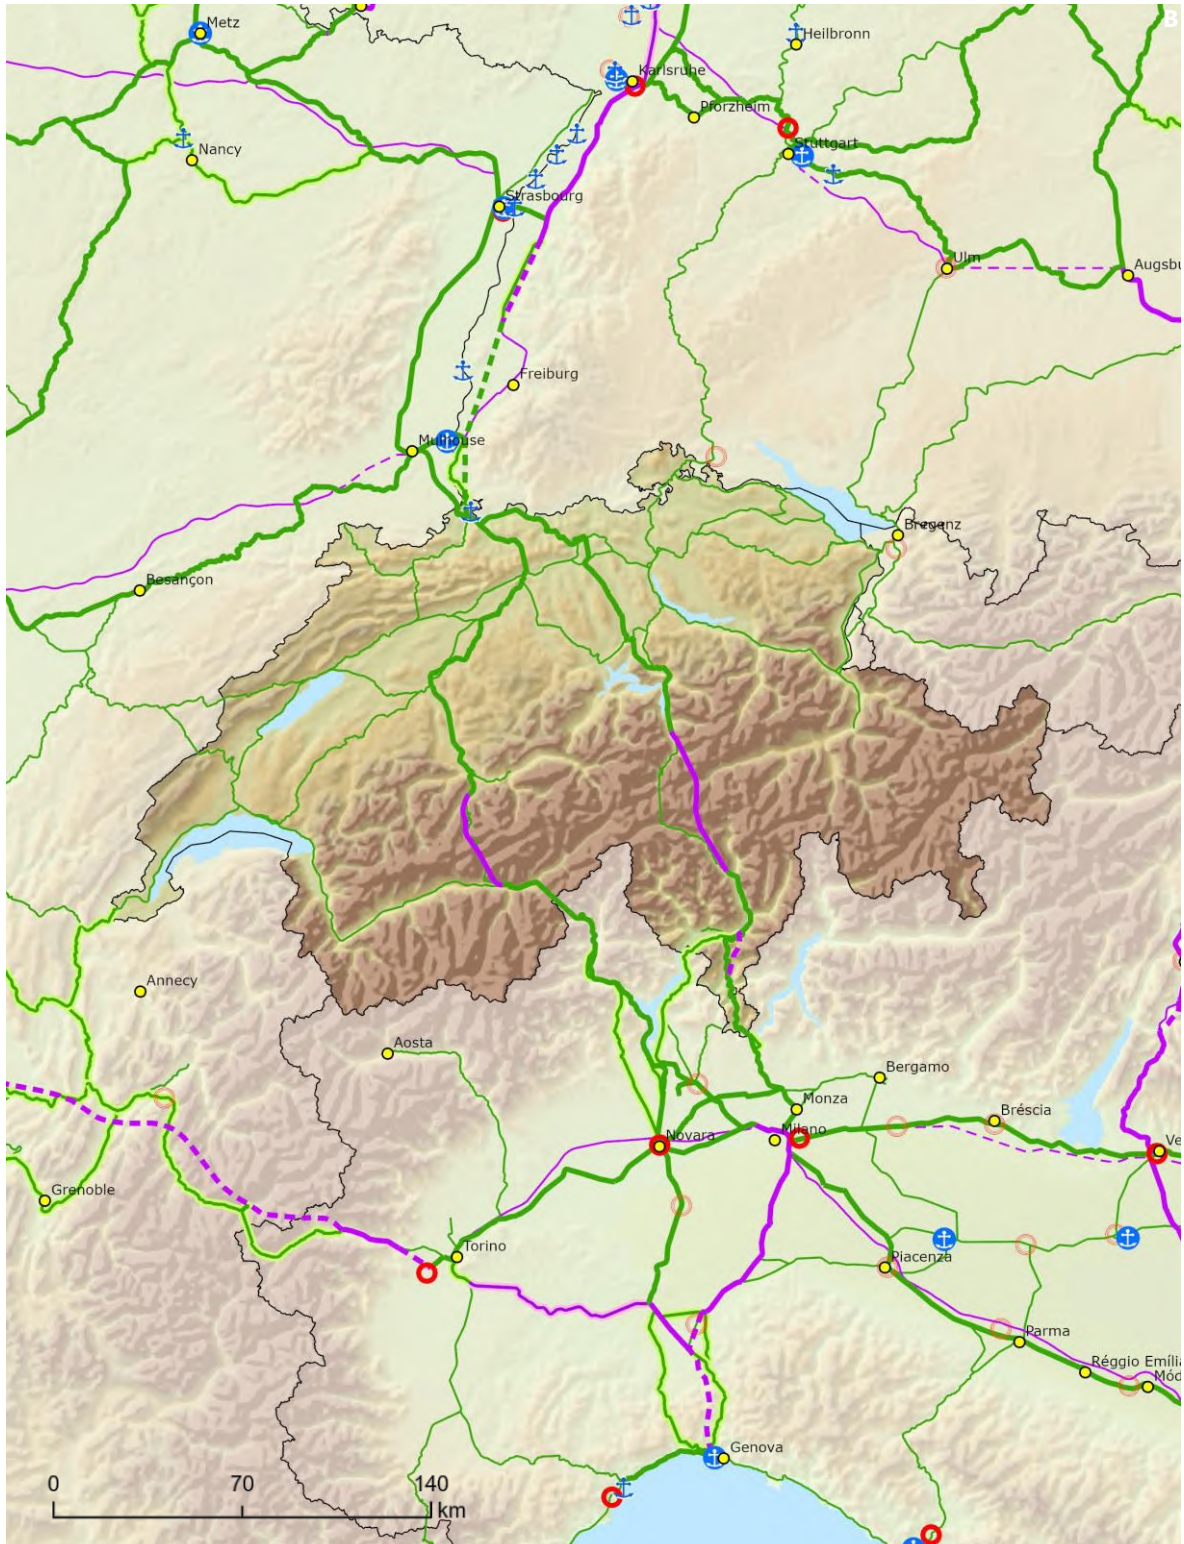 B
Metz
Heilbronn
Karlsruhe
Pforzheim
Nancy
Stuttgart
Strasbourg
Ulm
Augsbu
Freiburg
Mulhouse
Bregenz
Besançon
Annecy
Aosta
Bergamo
Monza
Bréscia
Novara
Milano
Ve
Grenoble
Torino
Piacenza
Parma
Réggio Emília
Mód
Genova
0 70 140
km